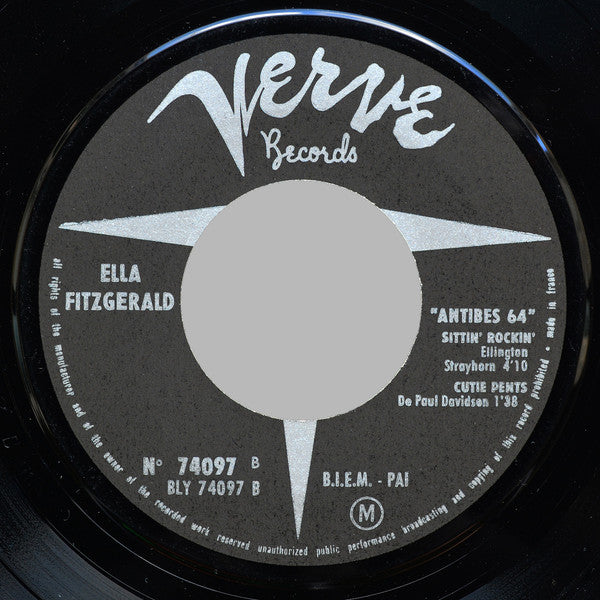 Verve
Records
ELLA
FITZGERALD
"ANTIBES 64"
SITTIN' ROCKIN'
Ellington
Strayhorn 4'10
CUTIE PENTS
De Paul Davidson 1'38
N° 74097 B
BLY 74097 B
B.I.E.M. - PAI
M
all rights of the manufacturer and of the owner of the recorded work reserved unauthorized public performance broadcasting and copying of this record prohibited • made in france